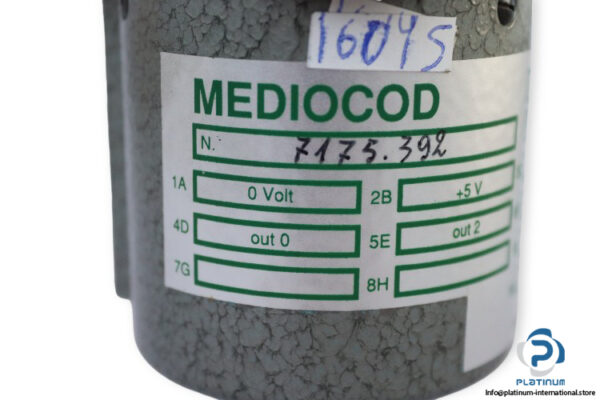 16045
MEDIOCOD
N. 7175.392
1A 0 Volt 2B +5 V
4D out 0 5E out 2
7G 8H
PLATINUM
Info@platinum-international.store